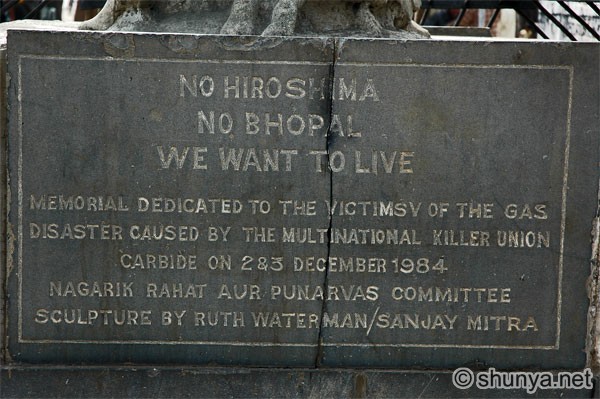 NO HIROSHIMA
NO BHOPAL
WE WANT TO LIVE
MEMORIAL DEDICATED TO THE VICTIMSV OF THE GAS
DISASTER CAUSED BY THE MULTINATIONAL KILLER UNION
CARBIDE ON 2&3 DECEMBER 1984
NAGARIK RAHAT AUR PUNARVAS COMMITTEE
SCULPTURE BY RUTH WATERMAN/SANJAY MITRA
©shunya.net